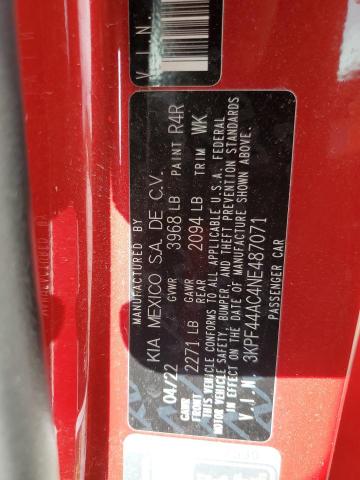 V.I.N.
MANUFACTURED BY
KIA MEXICO S.A. DE C.V.
04/22 GVWR 3968 LB PAINT R4R
GAWR FRONT 2271 LB GAWR REAR 2094 LB TRIM WK
VEHICLE CONFORMS TO ALL APPLICABLE U.S.A. FEDERAL
MOTOR VEHICLE SAFETY, BUMPER, AND THEFT PREVENTION STANDARDS
IN EFFECT ON THE DATE OF MANUFACTURE SHOWN ABOVE.
V.I.N. 3KPF44AC4NE487071
PASSENGER CAR